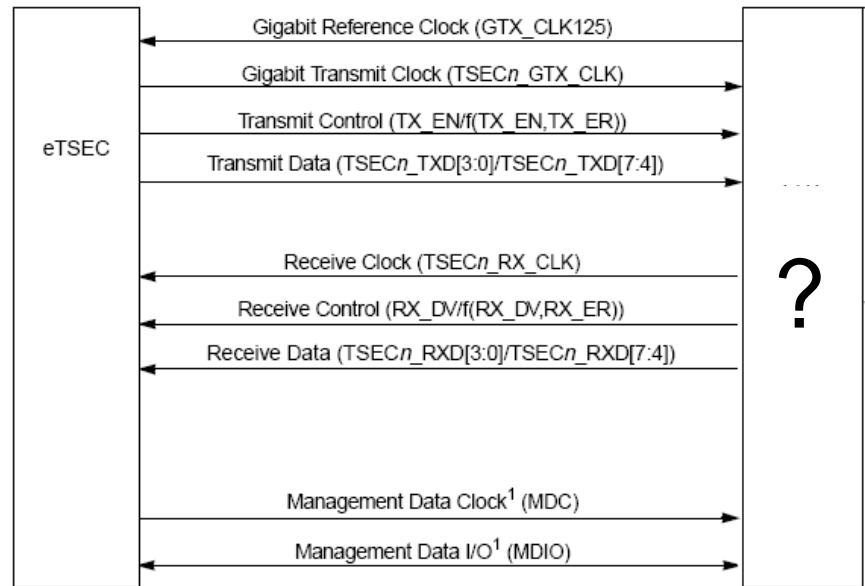 Gigabit Reference Clock (GTX_CLK125)
Gigabit Transmit Clock (TSECn_GTX_CLK)
Transmit Control (TX_EN/f(TX_EN,TX_ER))
eTSEC
Transmit Data (TSECn_TXD[3:0]/TSECn_TXD[7:4])
Receive Clock (TSECn_RX_CLK)
?
Receive Control (RX_DV/f(RX_DV,RX_ER))
Receive Data (TSECn_RXD[3:0]/TSECn_RXD[7:4])
Management Data Clock¹ (MDC)
Management Data I/O¹ (MDIO)